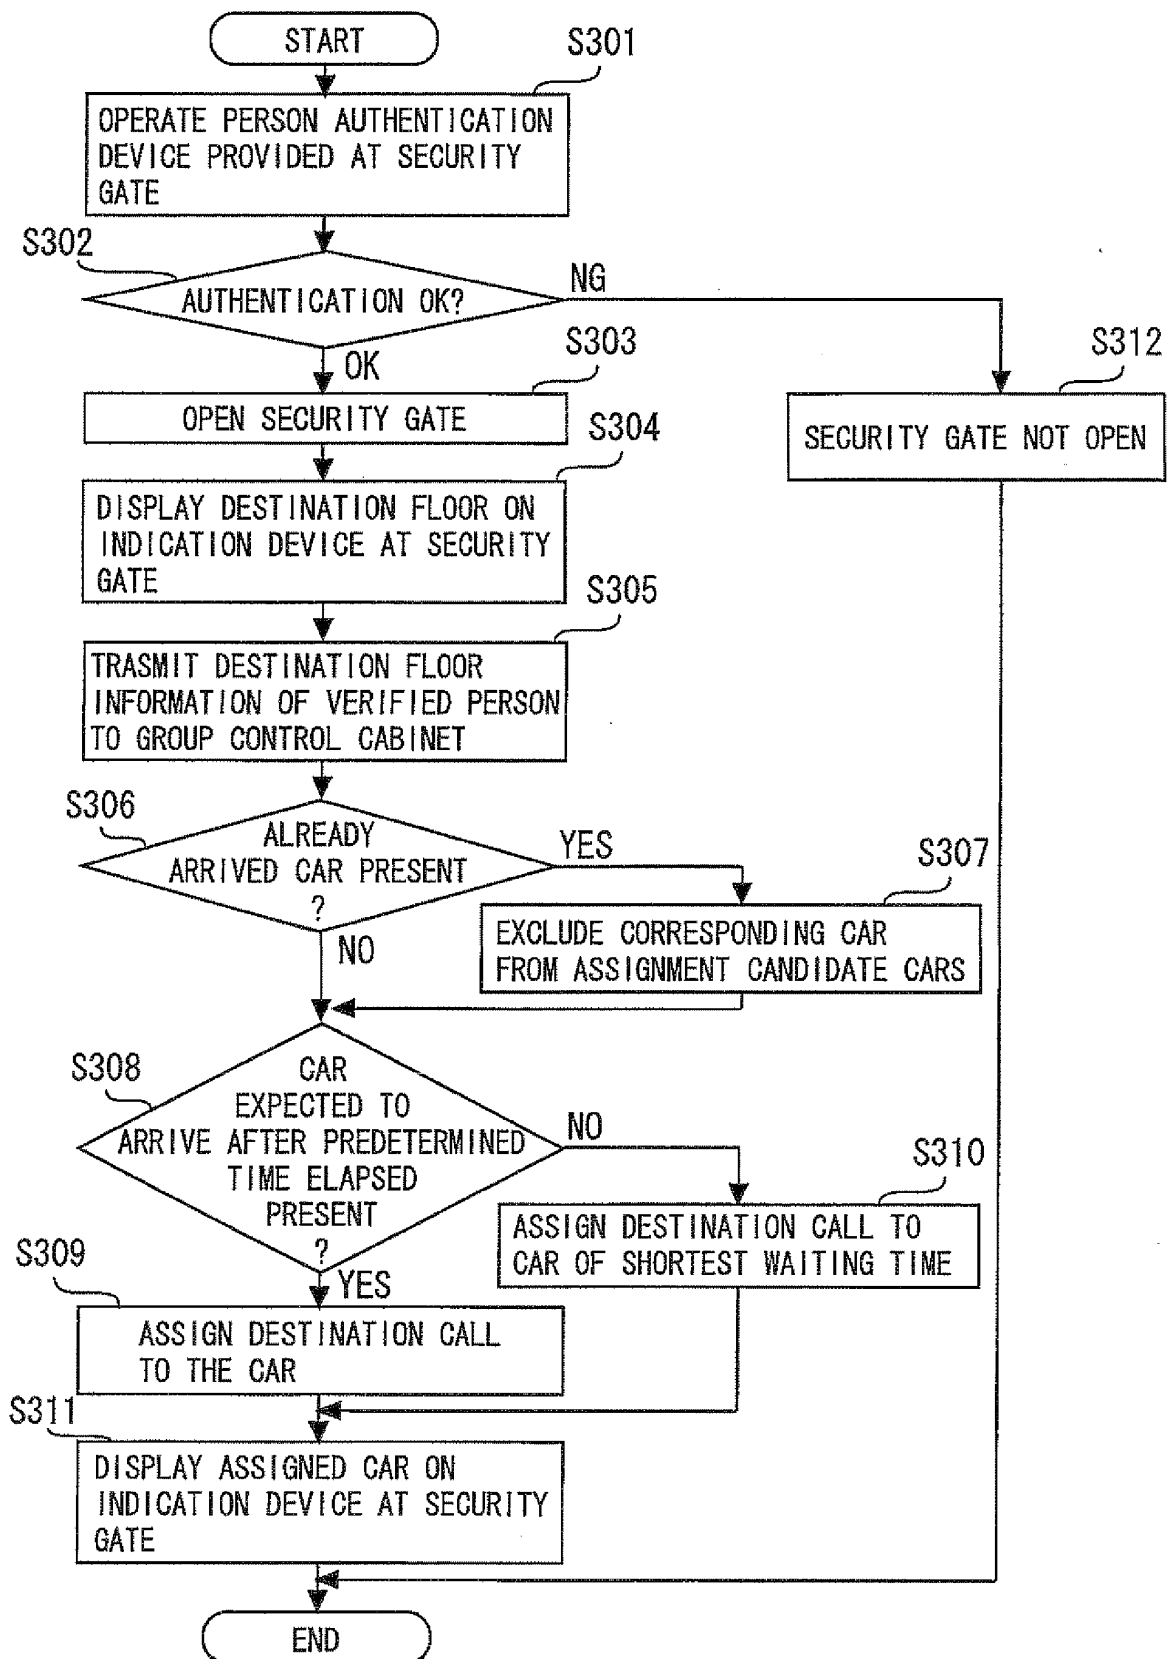 START
S301
OPERATE PERSON AUTHENTICATION
DEVICE PROVIDED AT SECURITY
GATE
S302
AUTHENTICATION OK?
NG
OK
S303
OPEN SECURITY GATE
S312
SECURITY GATE NOT OPEN
S304
DISPLAY DESTINATION FLOOR ON
INDICATION DEVICE AT SECURITY
GATE
S305
TRASMIT DESTINATION FLOOR
INFORMATION OF VERIFIED PERSON
TO GROUP CONTROL CABINET
S306
ALREADY
ARRIVED CAR PRESENT
?
YES
NO
S307
EXCLUDE CORRESPONDING CAR
FROM ASSIGNMENT CANDIDATE CARS
S308
CAR
EXPECTED TO
ARRIVE AFTER PREDETERMINED
TIME ELAPSED
PRESENT
?
NO
YES
S310
ASSIGN DESTINATION CALL TO
CAR OF SHORTEST WAITING TIME
S309
ASSIGN DESTINATION CALL
TO THE CAR
S311
DISPLAY ASSIGNED CAR ON
INDICATION DEVICE AT SECURITY
GATE
END